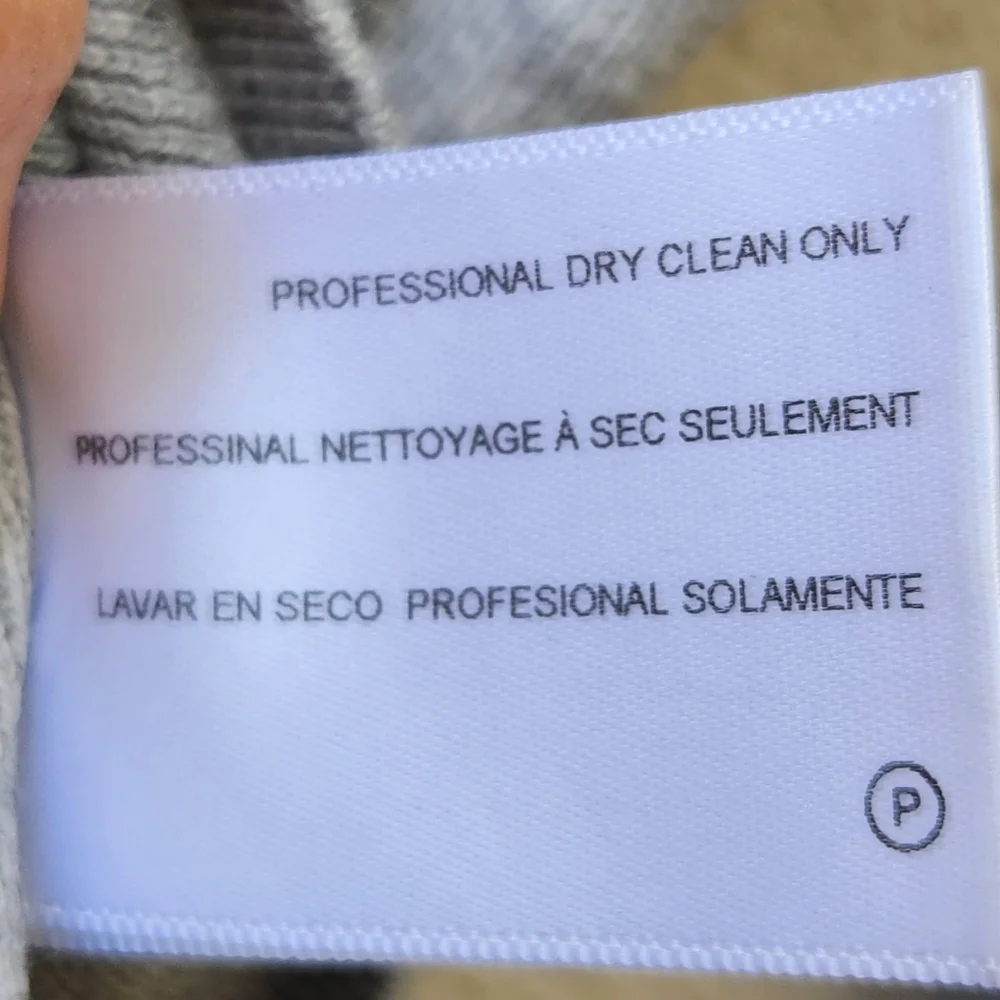 PROFESSIONAL DRY CLEAN ONLY
PROFESSINAL NETTOYAGE À SEC SEULEMENT
LAVAR EN SECO PROFESIONAL SOLAMENTE
P